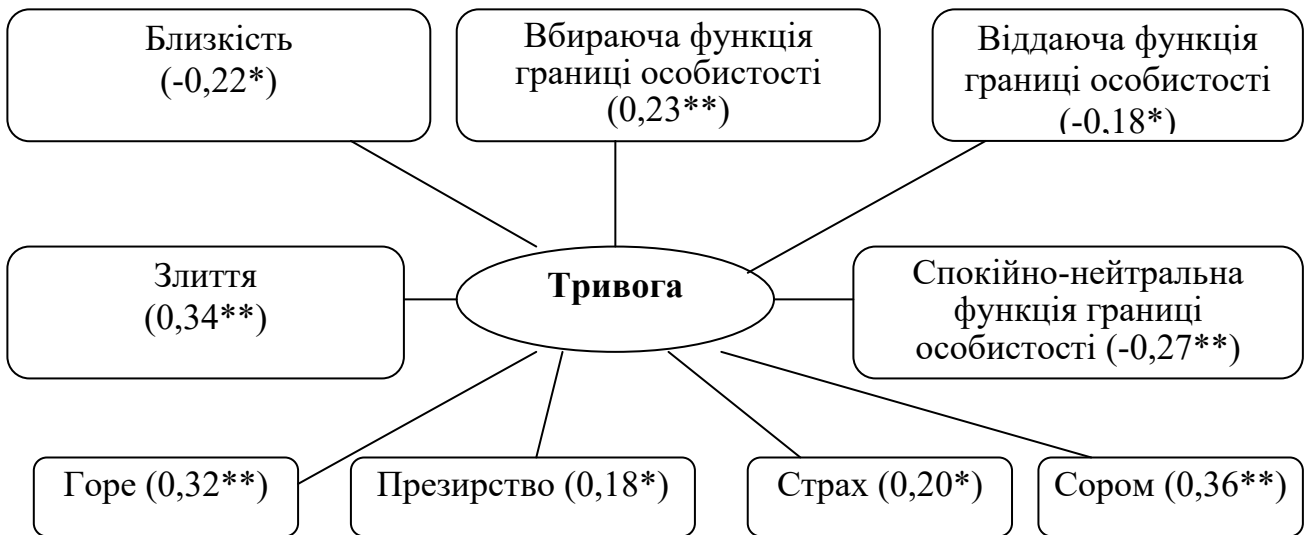 Близкість
(-0,22*)
Вбираюча функція
границі особистості
(0,23**)
Віддаюча функція
границі особистості
(-0,18*)
Злиття
(0,34**)
Тривога
Спокійно-нейтральна
функція границі
особистості (-0,27**)
Горе (0,32**)
Презирство (0,18*)
Страх (0,20*)
Сором (0,36**)